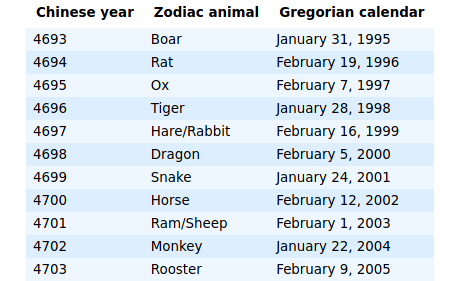 Chinese year Zodiac animal Gregorian calendar
4693 Boar January 31, 1995
4694 Rat February 19, 1996
4695 Ox February 7, 1997
4696 Tiger January 28, 1998
4697 Hare/Rabbit February 16, 1999
4698 Dragon February 5, 2000
4699 Snake January 24, 2001
4700 Horse February 12, 2002
4701 Ram/Sheep February 1, 2003
4702 Monkey January 22, 2004
4703 Rooster February 9, 2005